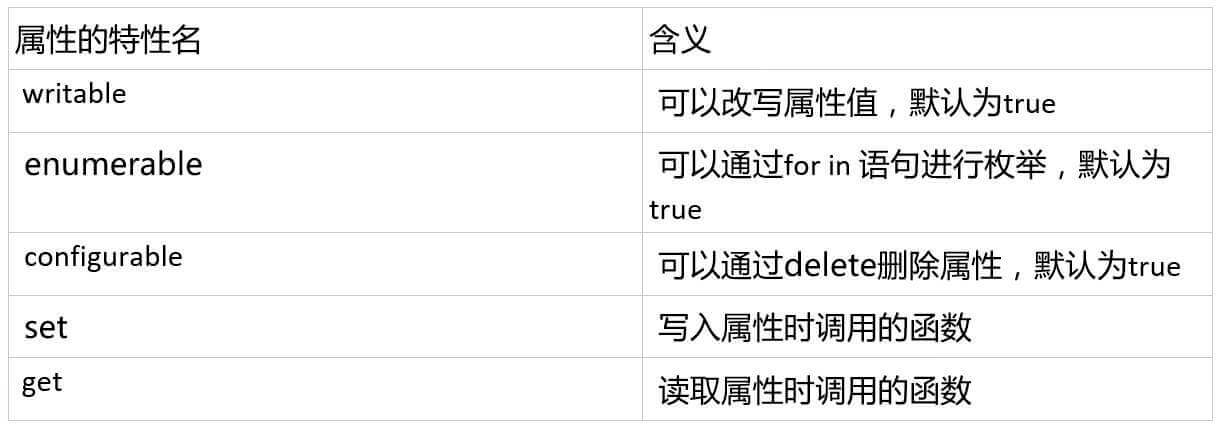 属性的特性名 含义
writable 可以改写属性值，默认为true
enumerable 可以通过for in 语句进行枚举，默认为
true
configurable 可以通过delete删除属性，默认为true
set 写入属性时调用的函数
get 读取属性时调用的函数